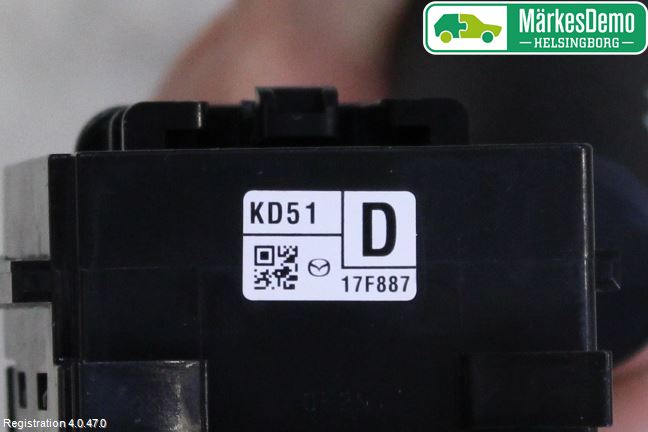 MärkesDemo
HELSINGBORG
KD51
D
17F887
Registration 4.0.47.0